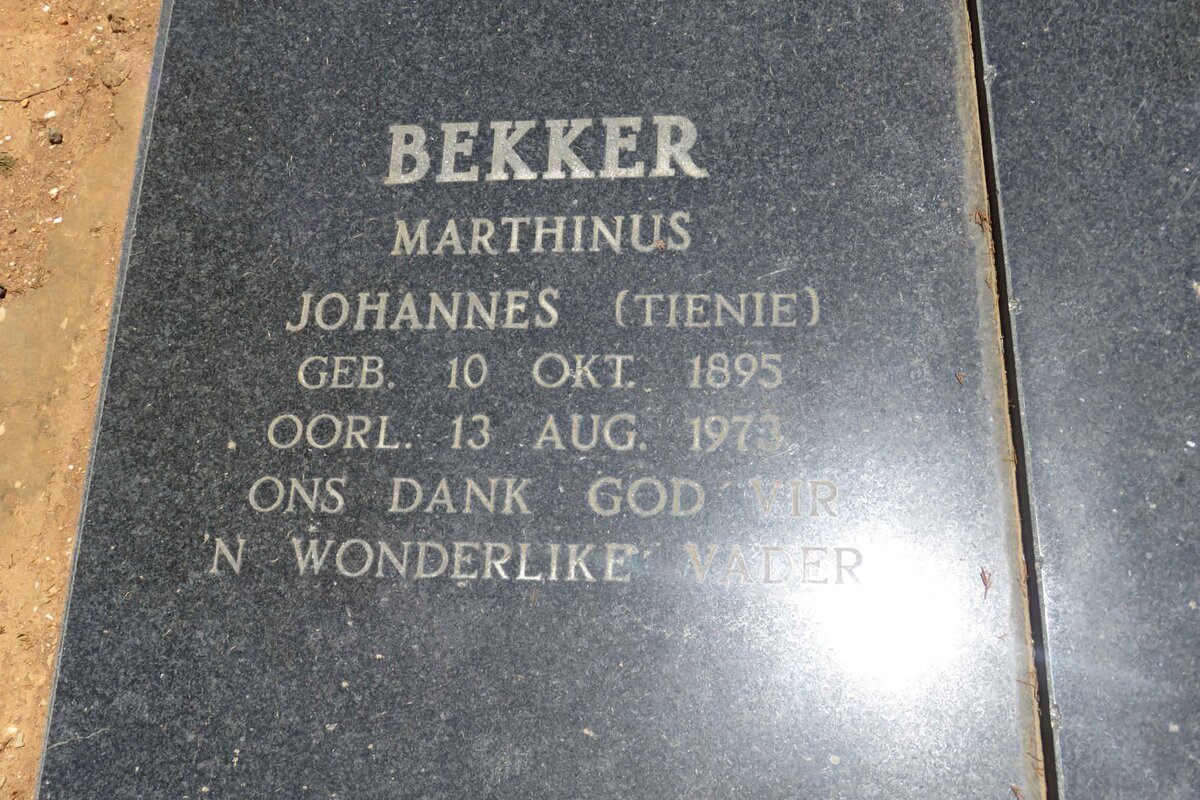 BEKKER
MARTHINUS
JOHANNES (TIENIE)
GEB. 10 OKT. 1895
OORL. 13 AUG. 1973
ONS DANK GOD VIR
'N WONDERLIKE VADER